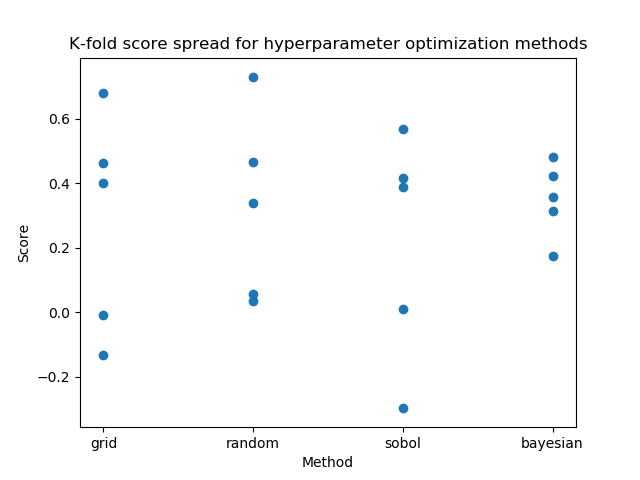 K-fold score spread for hyperparameter optimization methods
0.6
0.4
0.2
0.0
−0.2
Score
grid random sobol bayesian
Method